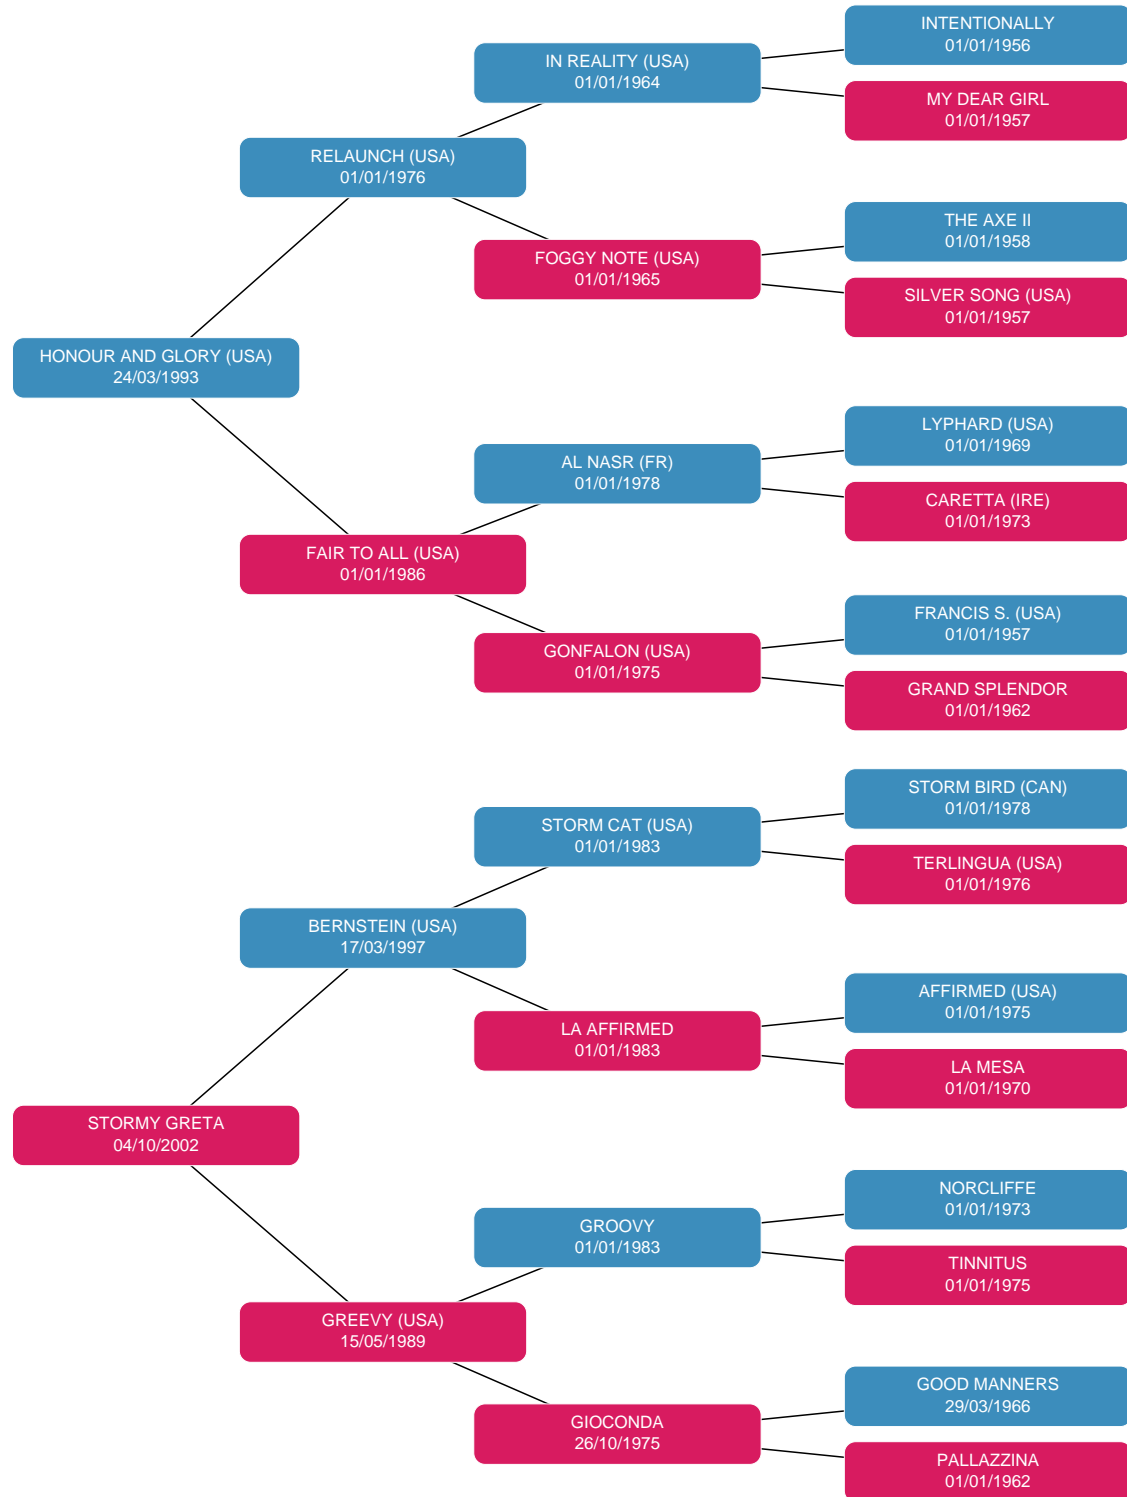 INTENTIONALLY
01/01/1956
IN REALITY (USA)
01/01/1964
MY DEAR GIRL
01/01/1957
RELAUNCH (USA)
01/01/1976
THE AXE II
01/01/1958
FOGGY NOTE (USA)
01/01/1965
SILVER SONG (USA)
01/01/1957
HONOUR AND GLORY (USA)
24/03/1993
LYPHARD (USA)
01/01/1969
AL NASR (FR)
01/01/1978
CARETTA (IRE)
01/01/1973
FAIR TO ALL (USA)
01/01/1986
FRANCIS S. (USA)
01/01/1957
GONFALON (USA)
01/01/1975
GRAND SPLENDOR
01/01/1962
STORM BIRD (CAN)
01/01/1978
STORM CAT (USA)
01/01/1983
TERLINGUA (USA)
01/01/1976
BERNSTEIN (USA)
17/03/1997
AFFIRMED (USA)
01/01/1975
LA AFFIRMED
01/01/1983
LA MESA
01/01/1970
STORMY GRETA
04/10/2002
NORCLIFFE
01/01/1973
GROOVY
01/01/1983
TINNITUS
01/01/1975
GREEVY (USA)
15/05/1989
GOOD MANNERS
29/03/1966
GIOCONDA
26/10/1975
PALLAZZINA
01/01/1962